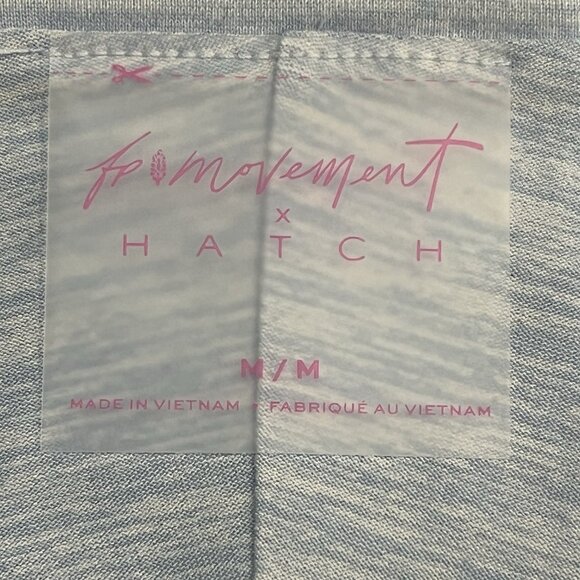 fp movement
x
HATCH
M/M
MADE IN VIETNAM • FABRIQUÉ AU VIETNAM